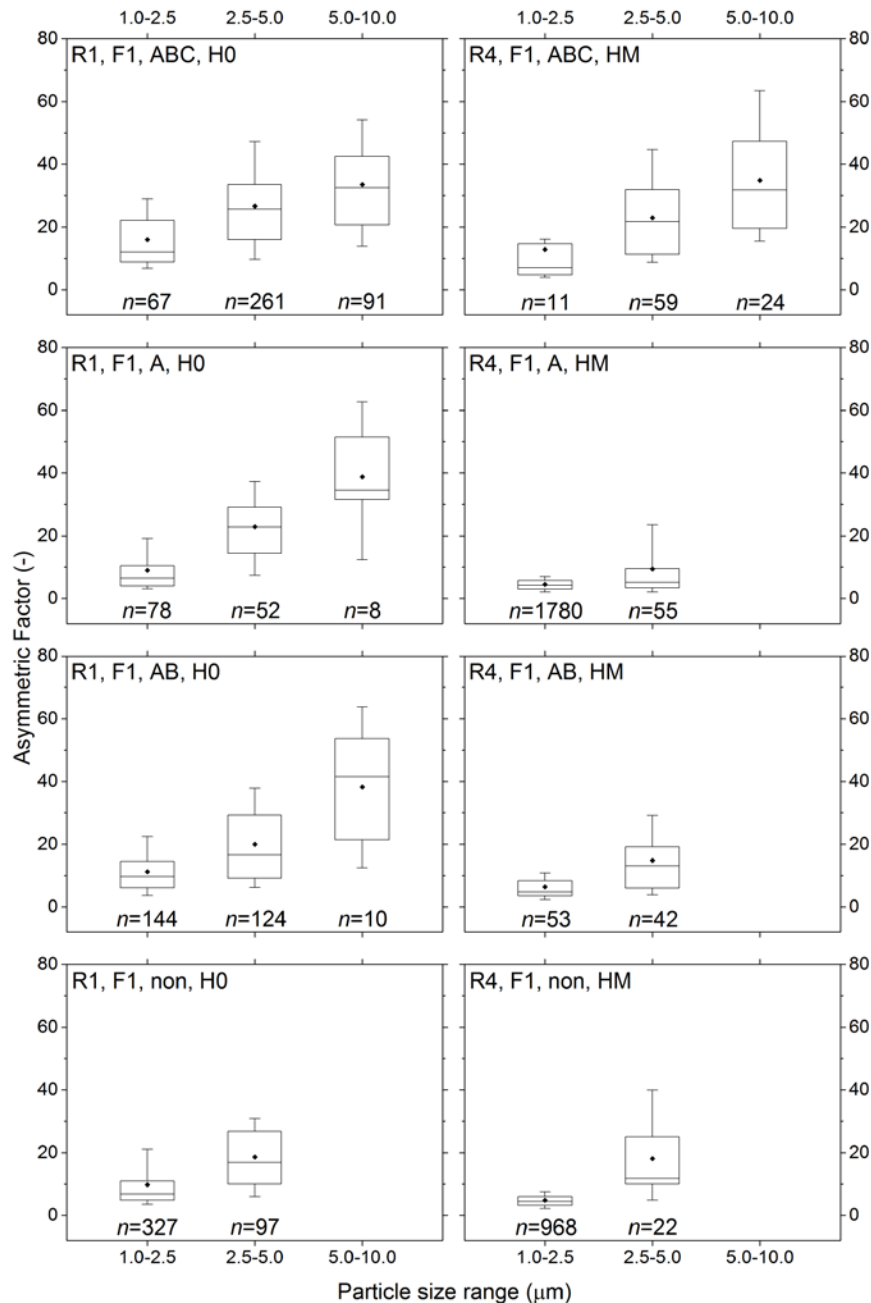 1.0-2.5 2.5-5.0 5.0-10.0 1.0-2.5 2.5-5.0 5.0-10.0
R1, F1, ABC, H0
80
60
40
20
0
n=67 n=261 n=91
R4, F1, ABC, HM
80
60
40
20
0
n=11 n=59 n=24
R1, F1, A, H0
80
60
40
20
0
n=78 n=52 n=8
R4, F1, A, HM
80
60
40
20
0
n=1780 n=55
R1, F1, AB, H0
80
60
40
20
0
n=144 n=124 n=10
R4, F1, AB, HM
80
60
40
20
0
n=53 n=42
R1, F1, non, H0
80
60
40
20
0
n=327 n=97
R4, F1, non, HM
80
60
40
20
0
n=968 n=22
1.0-2.5 2.5-5.0 5.0-10.0 1.0-2.5 2.5-5.0 5.0-10.0
Asymmetric Factor (-)
Particle size range (μm)